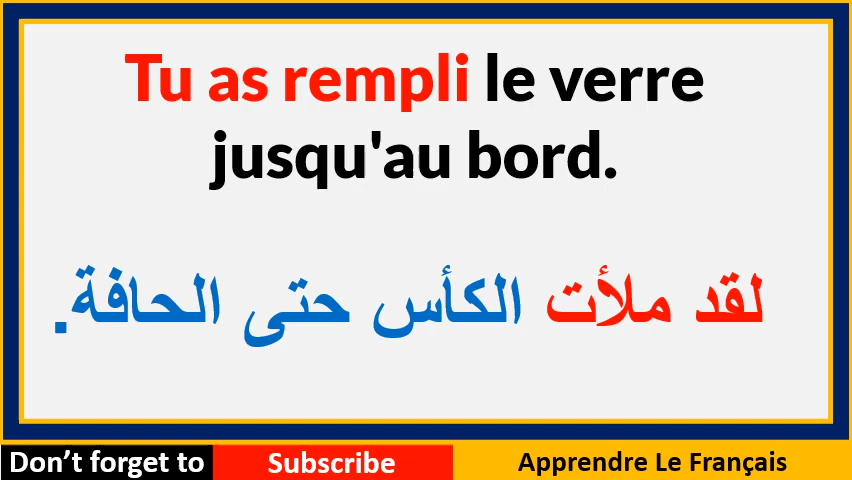 Tu as rempli le verre
jusqu'au bord.
لقد ملأت الكأس حتى الحافة.
Don’t forget to Subscribe Apprendre Le Français